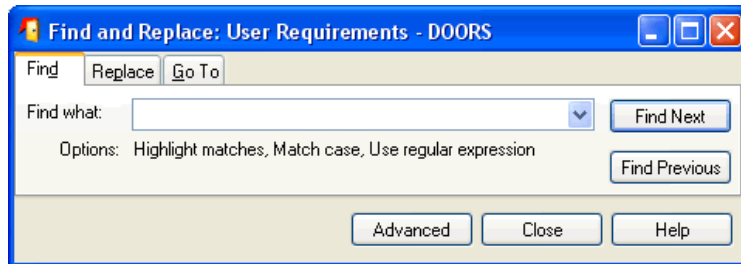 Find and Replace: User Requirements - DOORS
Find Replace Go To
Find what: Find Next
Options: Highlight matches, Match case, Use regular expression
Find Previous
Advanced Close Help